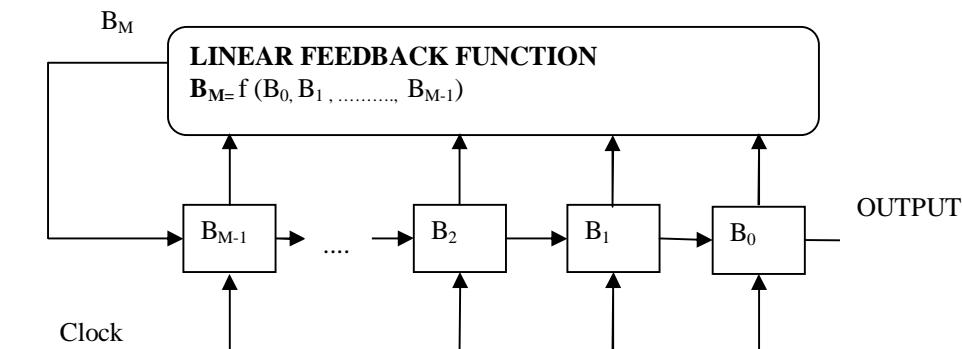 B_M
LINEAR FEEDBACK FUNCTION
B_M= f (B_0, B_1 , ………., B_M-1)
B_M-1 .... B_2 B_1 B_0 OUTPUT
Clock